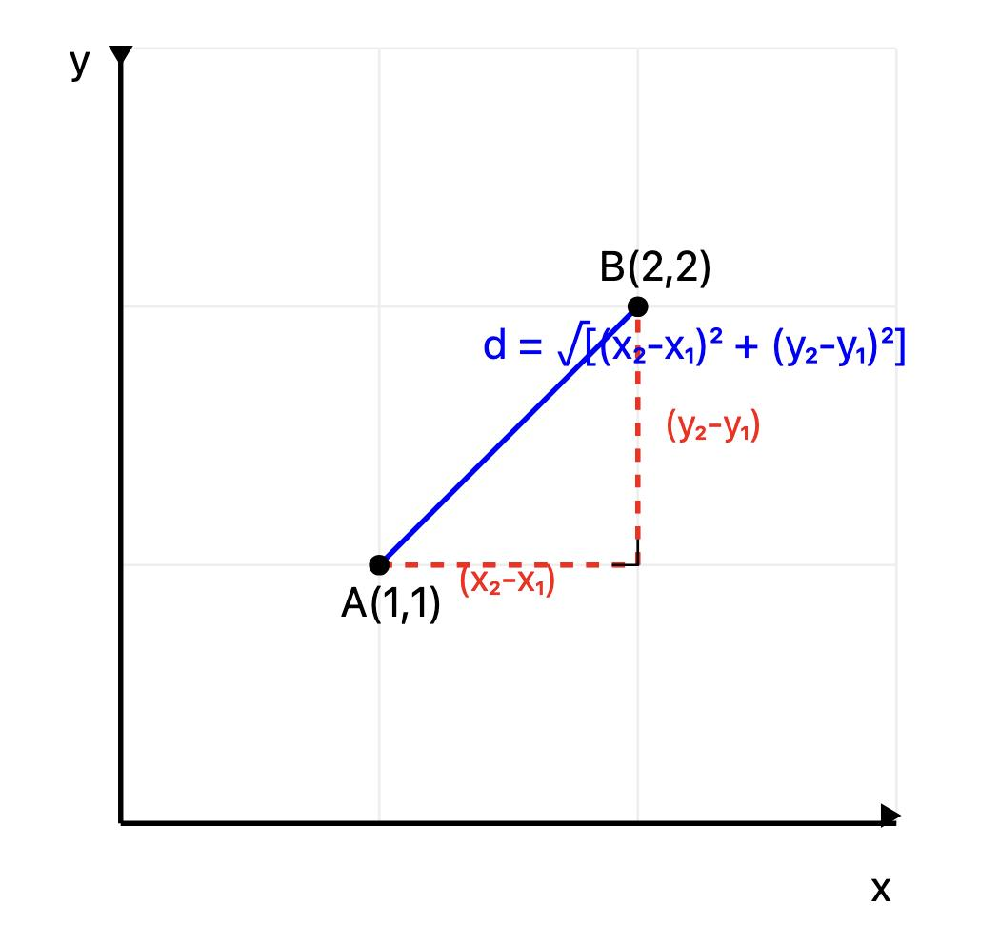 y
B(2,2)
d = √[(x₂-x₁)² + (y₂-y₁)²]
(y₂-y₁)
(x₂-x₁)
A(1,1)
x